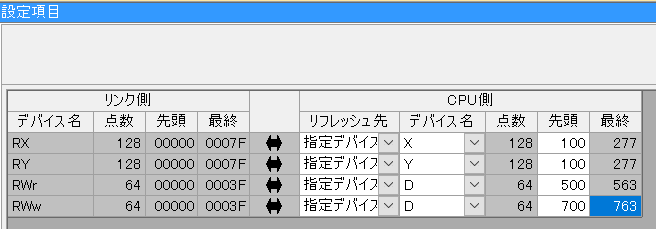 設定項目
リンク側 CPU側
デバイス名 点数 先頭 最終 リフレッシュ先 デバイス名 点数 先頭 最終
RX 128 00000 0007F 指定デバイス X 128 100 277
RY 128 00000 0007F 指定デバイス Y 128 100 277
RWr 64 00000 0003F 指定デバイス D 64 500 563
RWw 64 00000 0003F 指定デバイス D 64 700 763